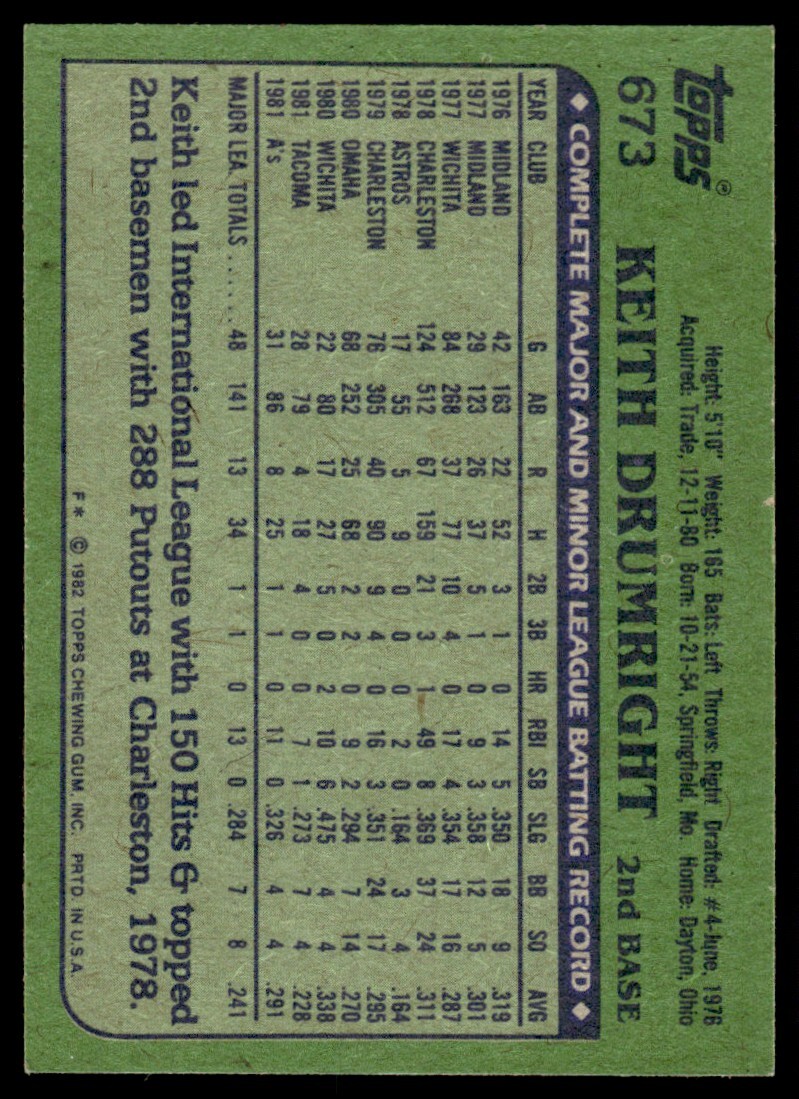 topps®
673 KEITH DRUMRIGHT 2nd BASE
Height: 5'10" Weight: 165 Bats: Left Throws: Right Drafted: #4-June, 1976
Acquired: Trade, 12-11-80 Born: 10-21-54, Springfield, Mo. Home: Dayton, Ohio
◆ COMPLETE MAJOR AND MINOR LEAGUE BATTING RECORD ◆
YEAR CLUB G AB R H 2B 3B HR RBI SB SLG BB SO AVG
1976 MIDLAND 42 163 22 52 3 1 0 14 5 .350 18 9 .319
1977 MIDLAND 29 123 26 37 5 1 0 9 3 .358 12 5 .301
1977 WICHITA 84 268 37 77 10 4 0 17 4 .354 17 16 .287
1978 CHARLESTON 124 512 67 159 21 3 1 49 8 .369 37 24 .311
1978 ASTROS 17 55 5 9 0 0 0 2 0 .164 3 4 .164
1979 CHARLESTON 76 305 40 90 9 4 0 16 3 .351 24 17 .295
1980 OMAHA 68 252 25 68 2 2 0 9 2 .294 7 14 .270
1980 WICHITA 22 80 17 27 5 0 2 10 6 .475 4 4 .338
1981 TACOMA 28 79 4 18 4 0 0 7 1 .273 7 4 .228
1981 A's 31 86 8 25 1 1 0 11 0 .326 4 4 .291
MAJOR LEA. TOTALS ...... 48 141 13 34 1 1 0 13 0 .284 7 8 .241
Keith led International League with 150 Hits & topped
2nd basemen with 288 Putouts at Charleston, 1978.
F* © 1982 TOPPS CHEWING GUM, INC. PRTD. IN U.S.A.